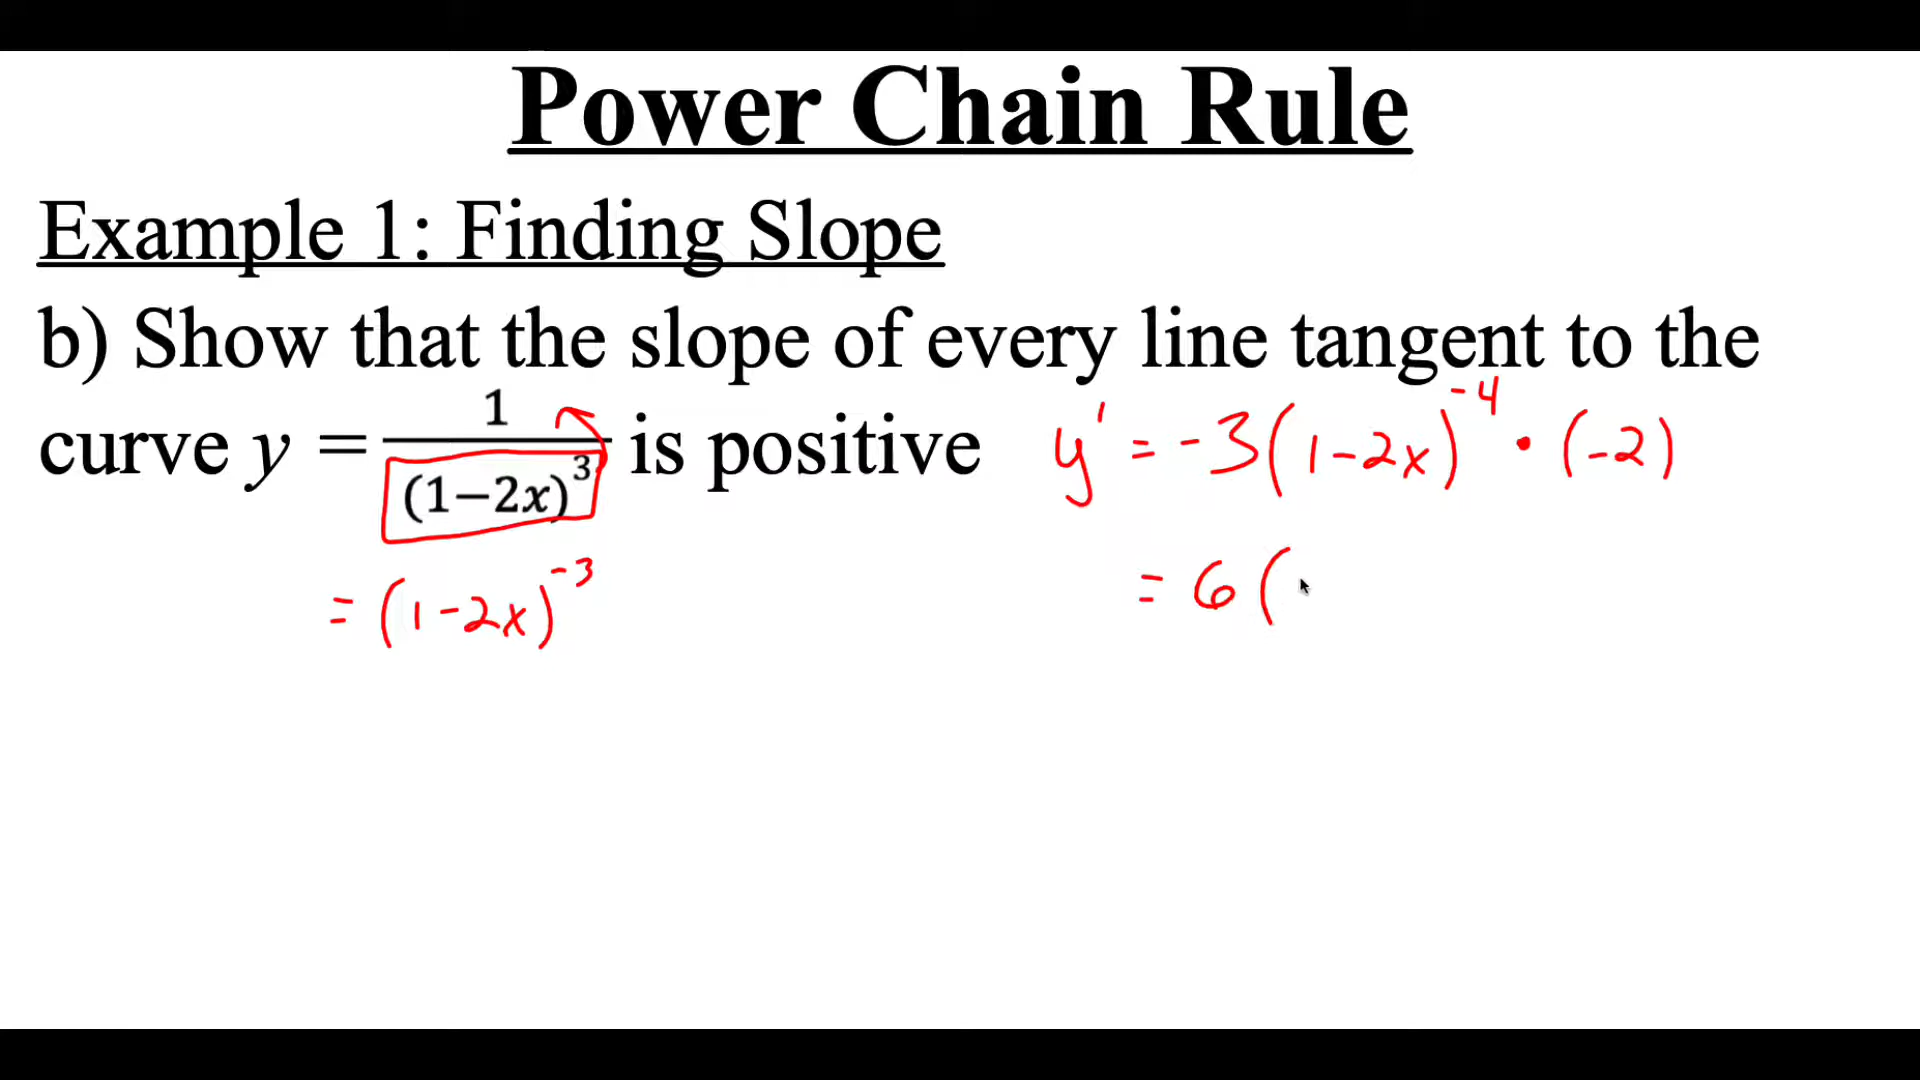 Power Chain Rule
Example 1: Finding Slope
b) Show that the slope of every line tangent to the
curve y = 1/(1−2x)³ is positive
y' = -3(1-2x)⁻⁴ • (-2)
= (1-2x)⁻³
= 6(